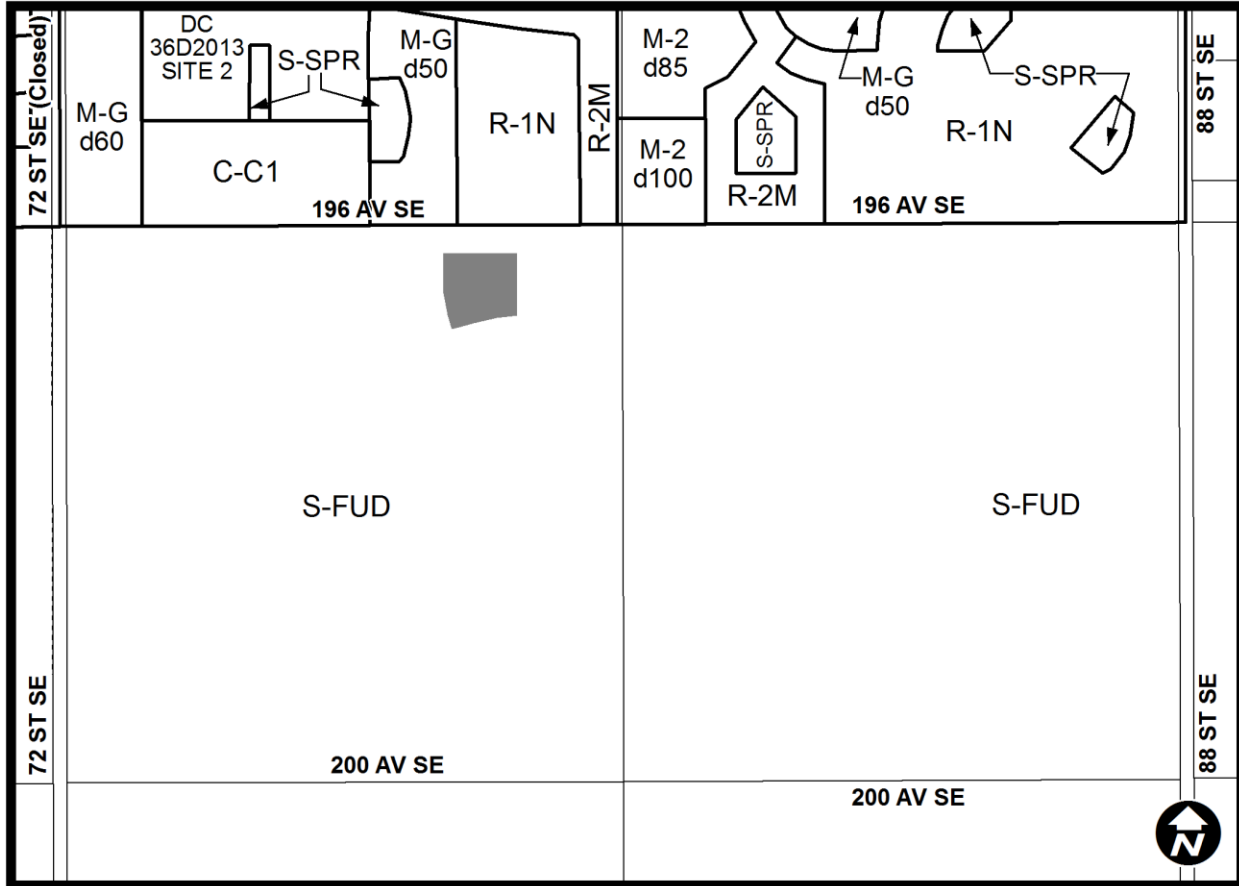 72 ST SE (Closed)
DC
36D2013
SITE 2
S-SPR
M-G
d50
M-G
d60
C-C1
196 AV SE
R-1N
R-2M
M-2
d85
M-2
d100
S-SPR
R-2M
M-G
d50
R-1N
S-SPR
196 AV SE
88 ST SE
S-FUD
S-FUD
72 ST SE
200 AV SE
200 AV SE
88 ST SE
N